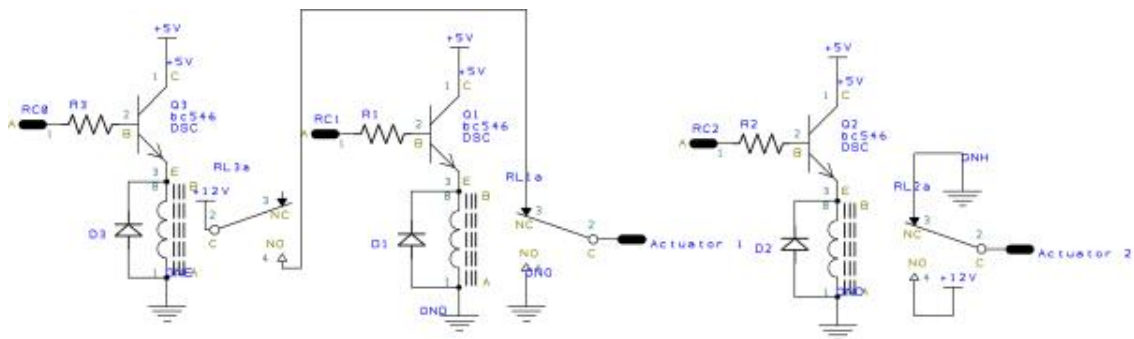 +5V
+5V
1 C
RC0
R3
2
Q3
bc546
DSC
A
1
B
3 E
8 B
RL3a
+12V
3
NC
2
C
D3
NO
4
1
A
+5V
+5V
1 C
RC1
R1
2
Q1
bc546
DSC
A
1
B
3 E
8 B
RL1a
3
NC
2
C
Actuator 1
D1
NO
1
A
+5V
+5V
1 C
RC2
R2
2
Q2
bc546
DSC
A
1
B
3 E
8 B
RL2a
3
NC
2
C
Actuator 2
D2
NO
4
+12V
1
A